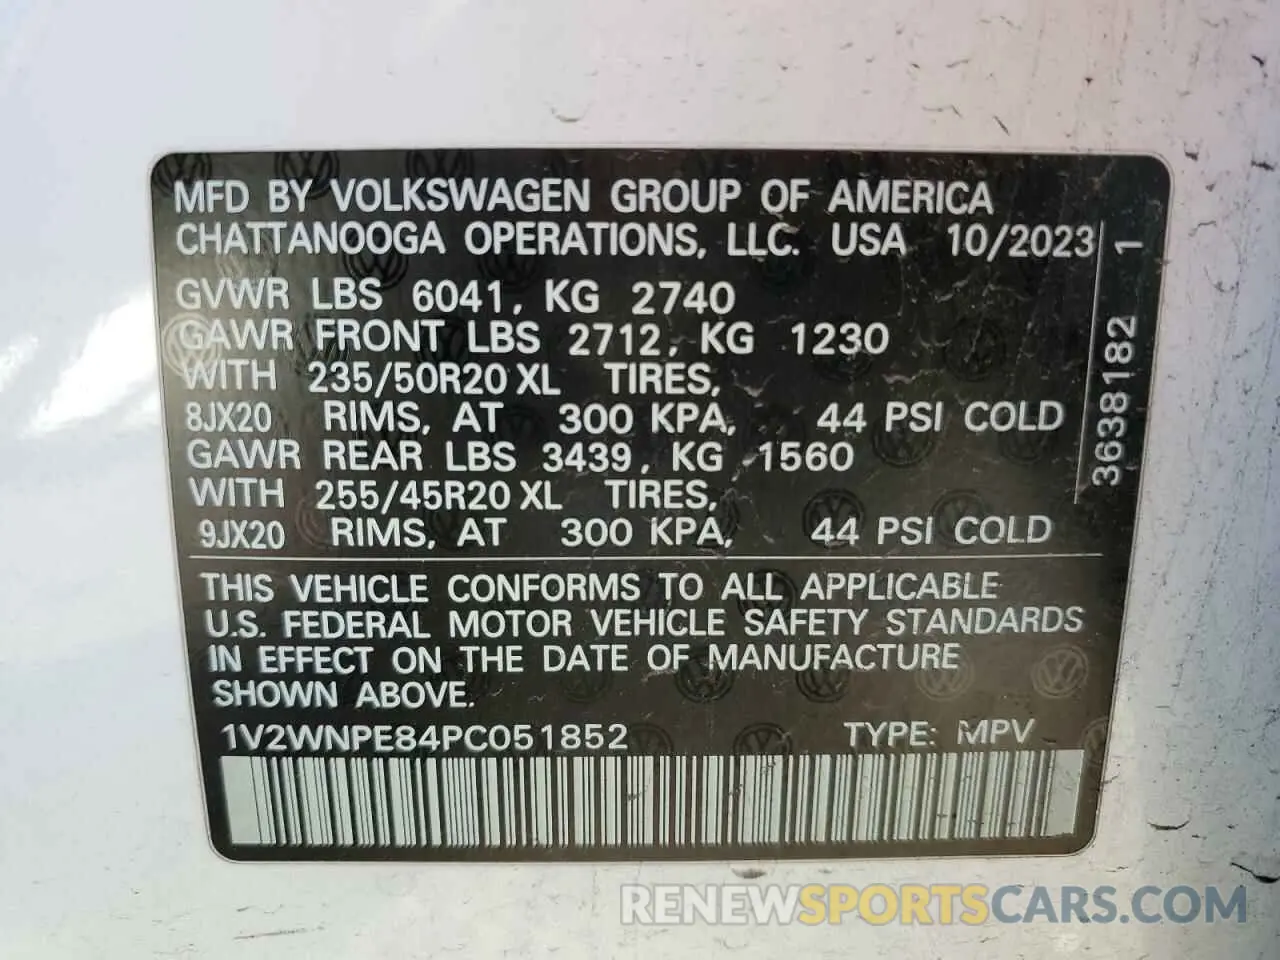 MFD BY VOLKSWAGEN GROUP OF AMERICA
CHATTANOOGA OPERATIONS, LLC. USA 10/2023
GVWR LBS 6041, KG 2740
GAWR FRONT LBS 2712, KG 1230
WITH 235/50R20 XL TIRES,
8JX20 RIMS, AT 300 KPA, 44 PSI COLD
GAWR REAR LBS 3439, KG 1560
WITH 255/45R20 XL TIRES,
9JX20 RIMS, AT 300 KPA, 44 PSI COLD
3638182 1
THIS VEHICLE CONFORMS TO ALL APPLICABLE
U.S. FEDERAL MOTOR VEHICLE SAFETY STANDARDS
IN EFFECT ON THE DATE OF MANUFACTURE
SHOWN ABOVE.
1V2WNPE84PC051852 TYPE: MPV
RENEWSPORTSCARS.COM